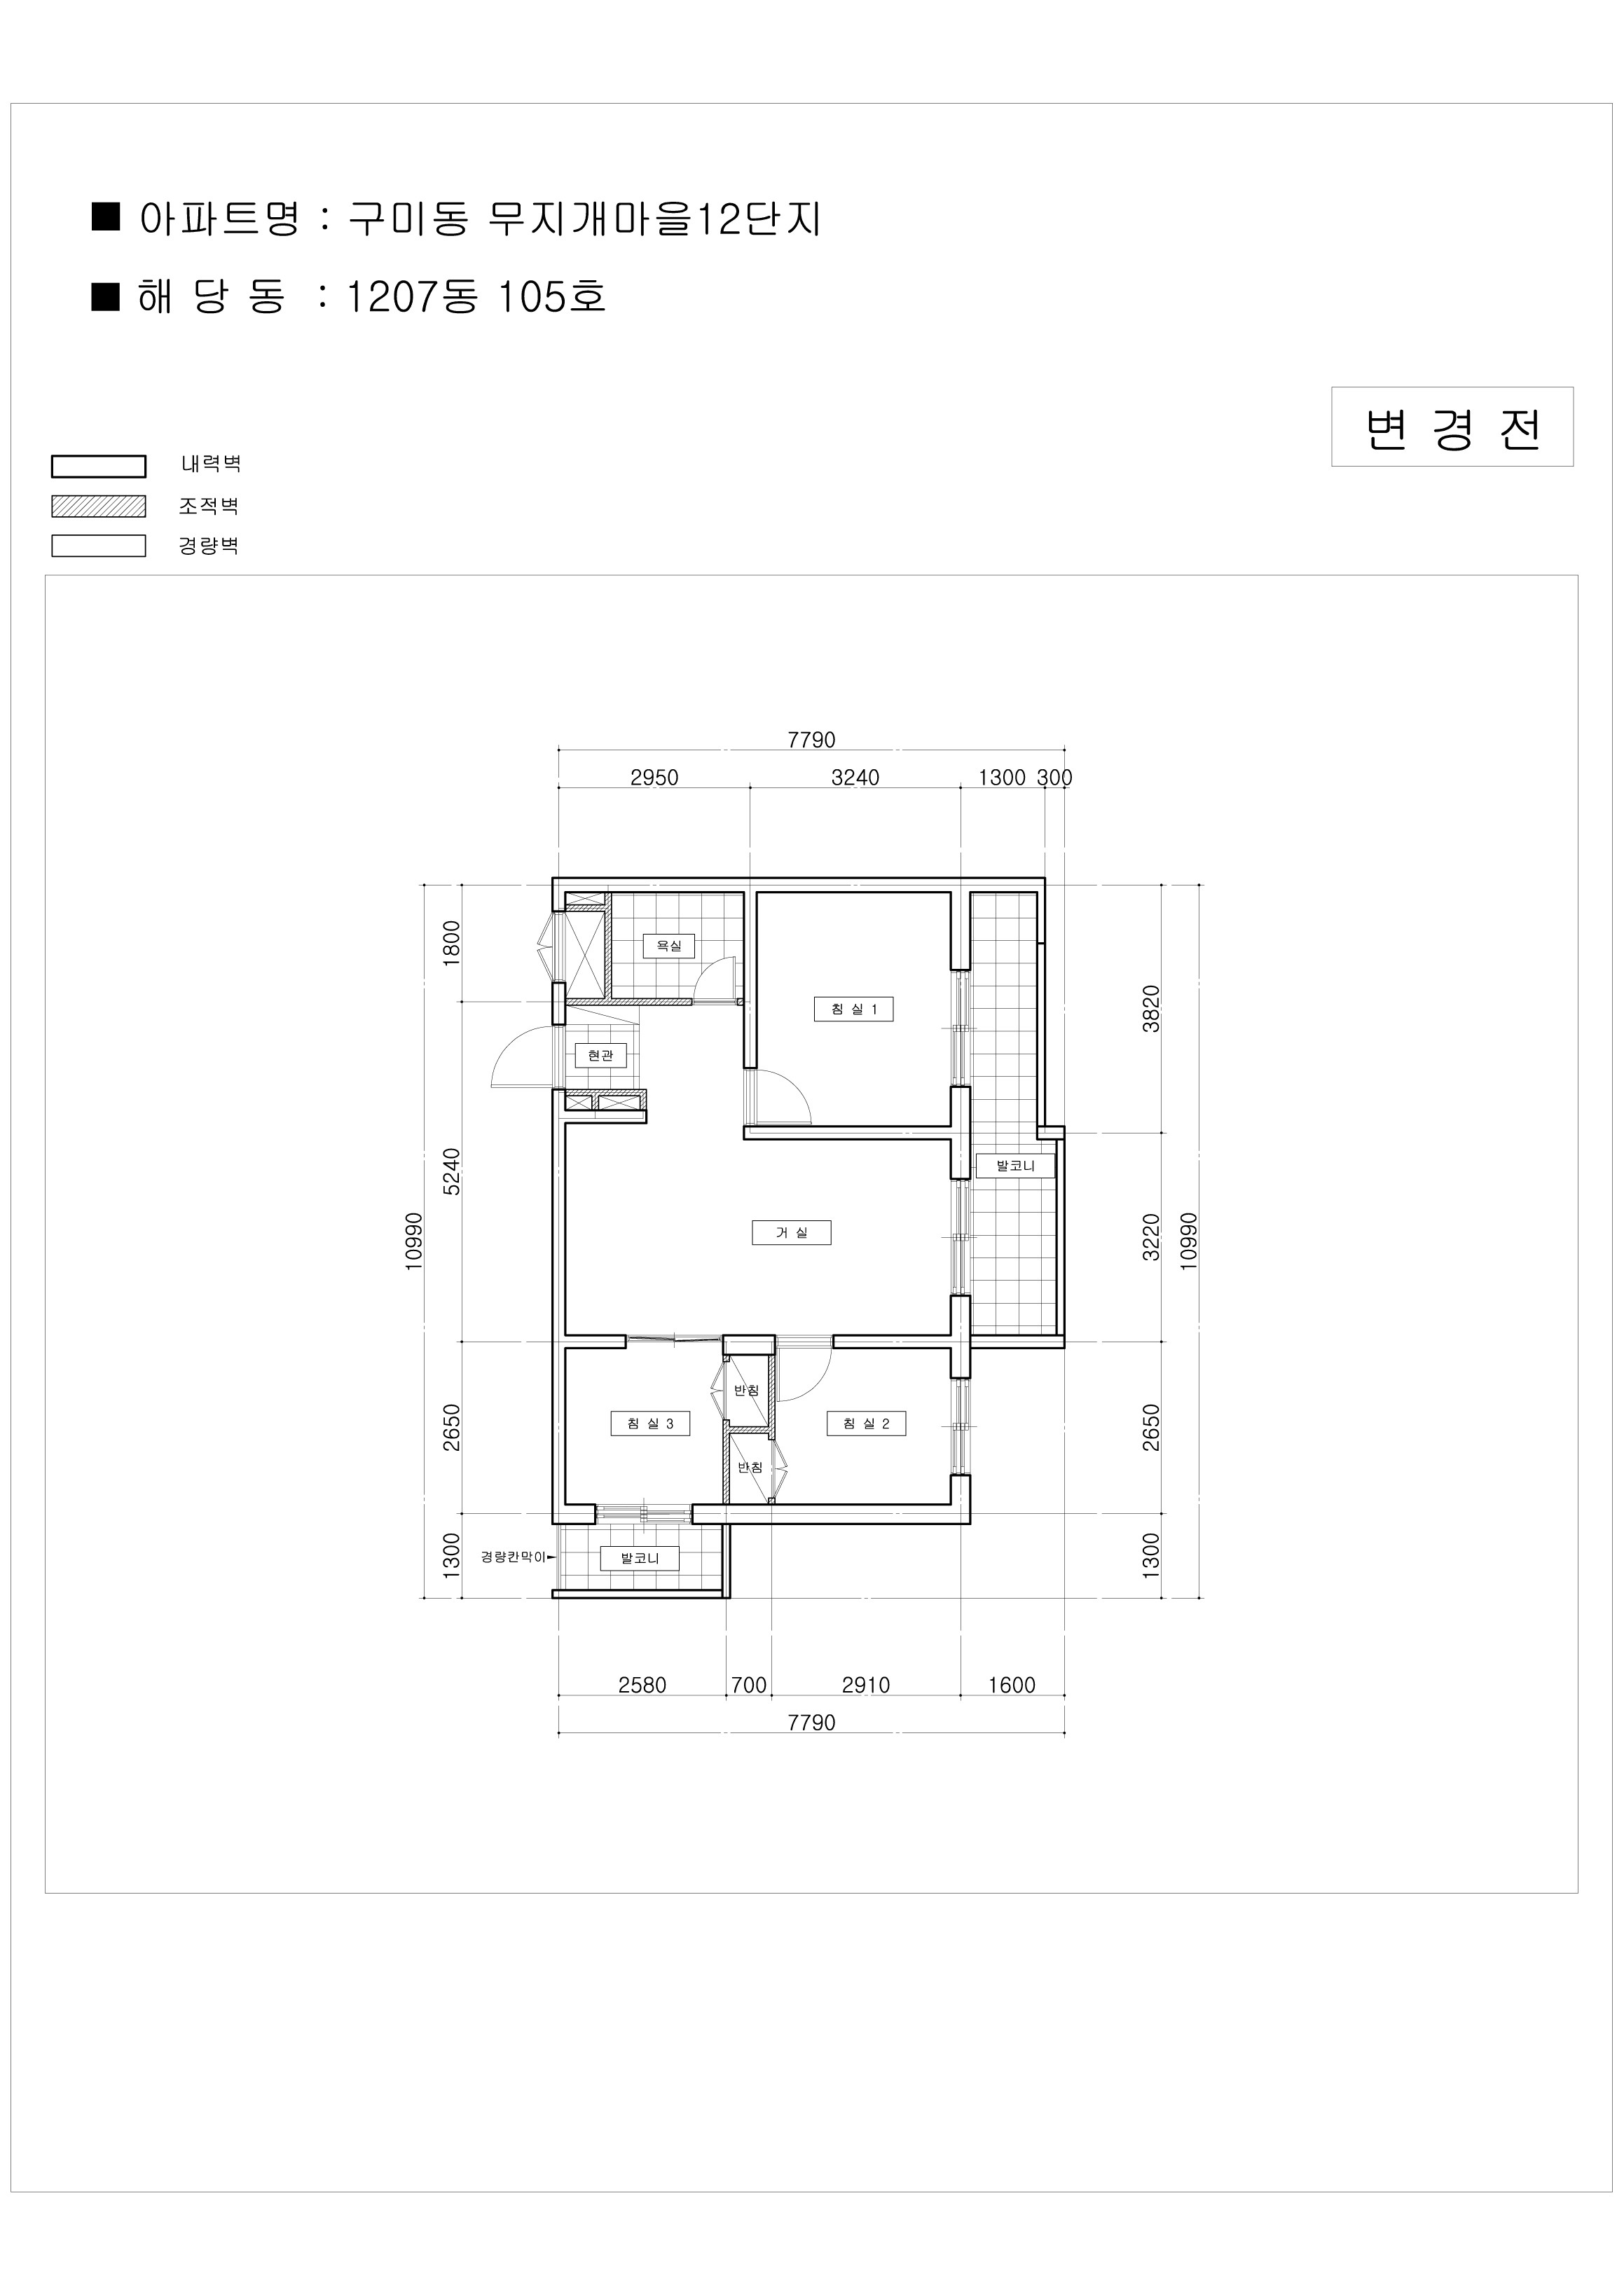 ■ 아파트명 : 구미동 무지개마을12단지
■ 해 당 동 : 1207동 105호
변 경 전
내력벽
조적벽
경량벽
7790
2950 3240 1300 300
욕실
1800
침 실 1
3820
현관
발코니
5240
10990
거 실
3220
10990
반침
침 실 3
침 실 2
2650
2650
반침
경량칸막이
발코니
1300
1300
2580 700 2910 1600
7790